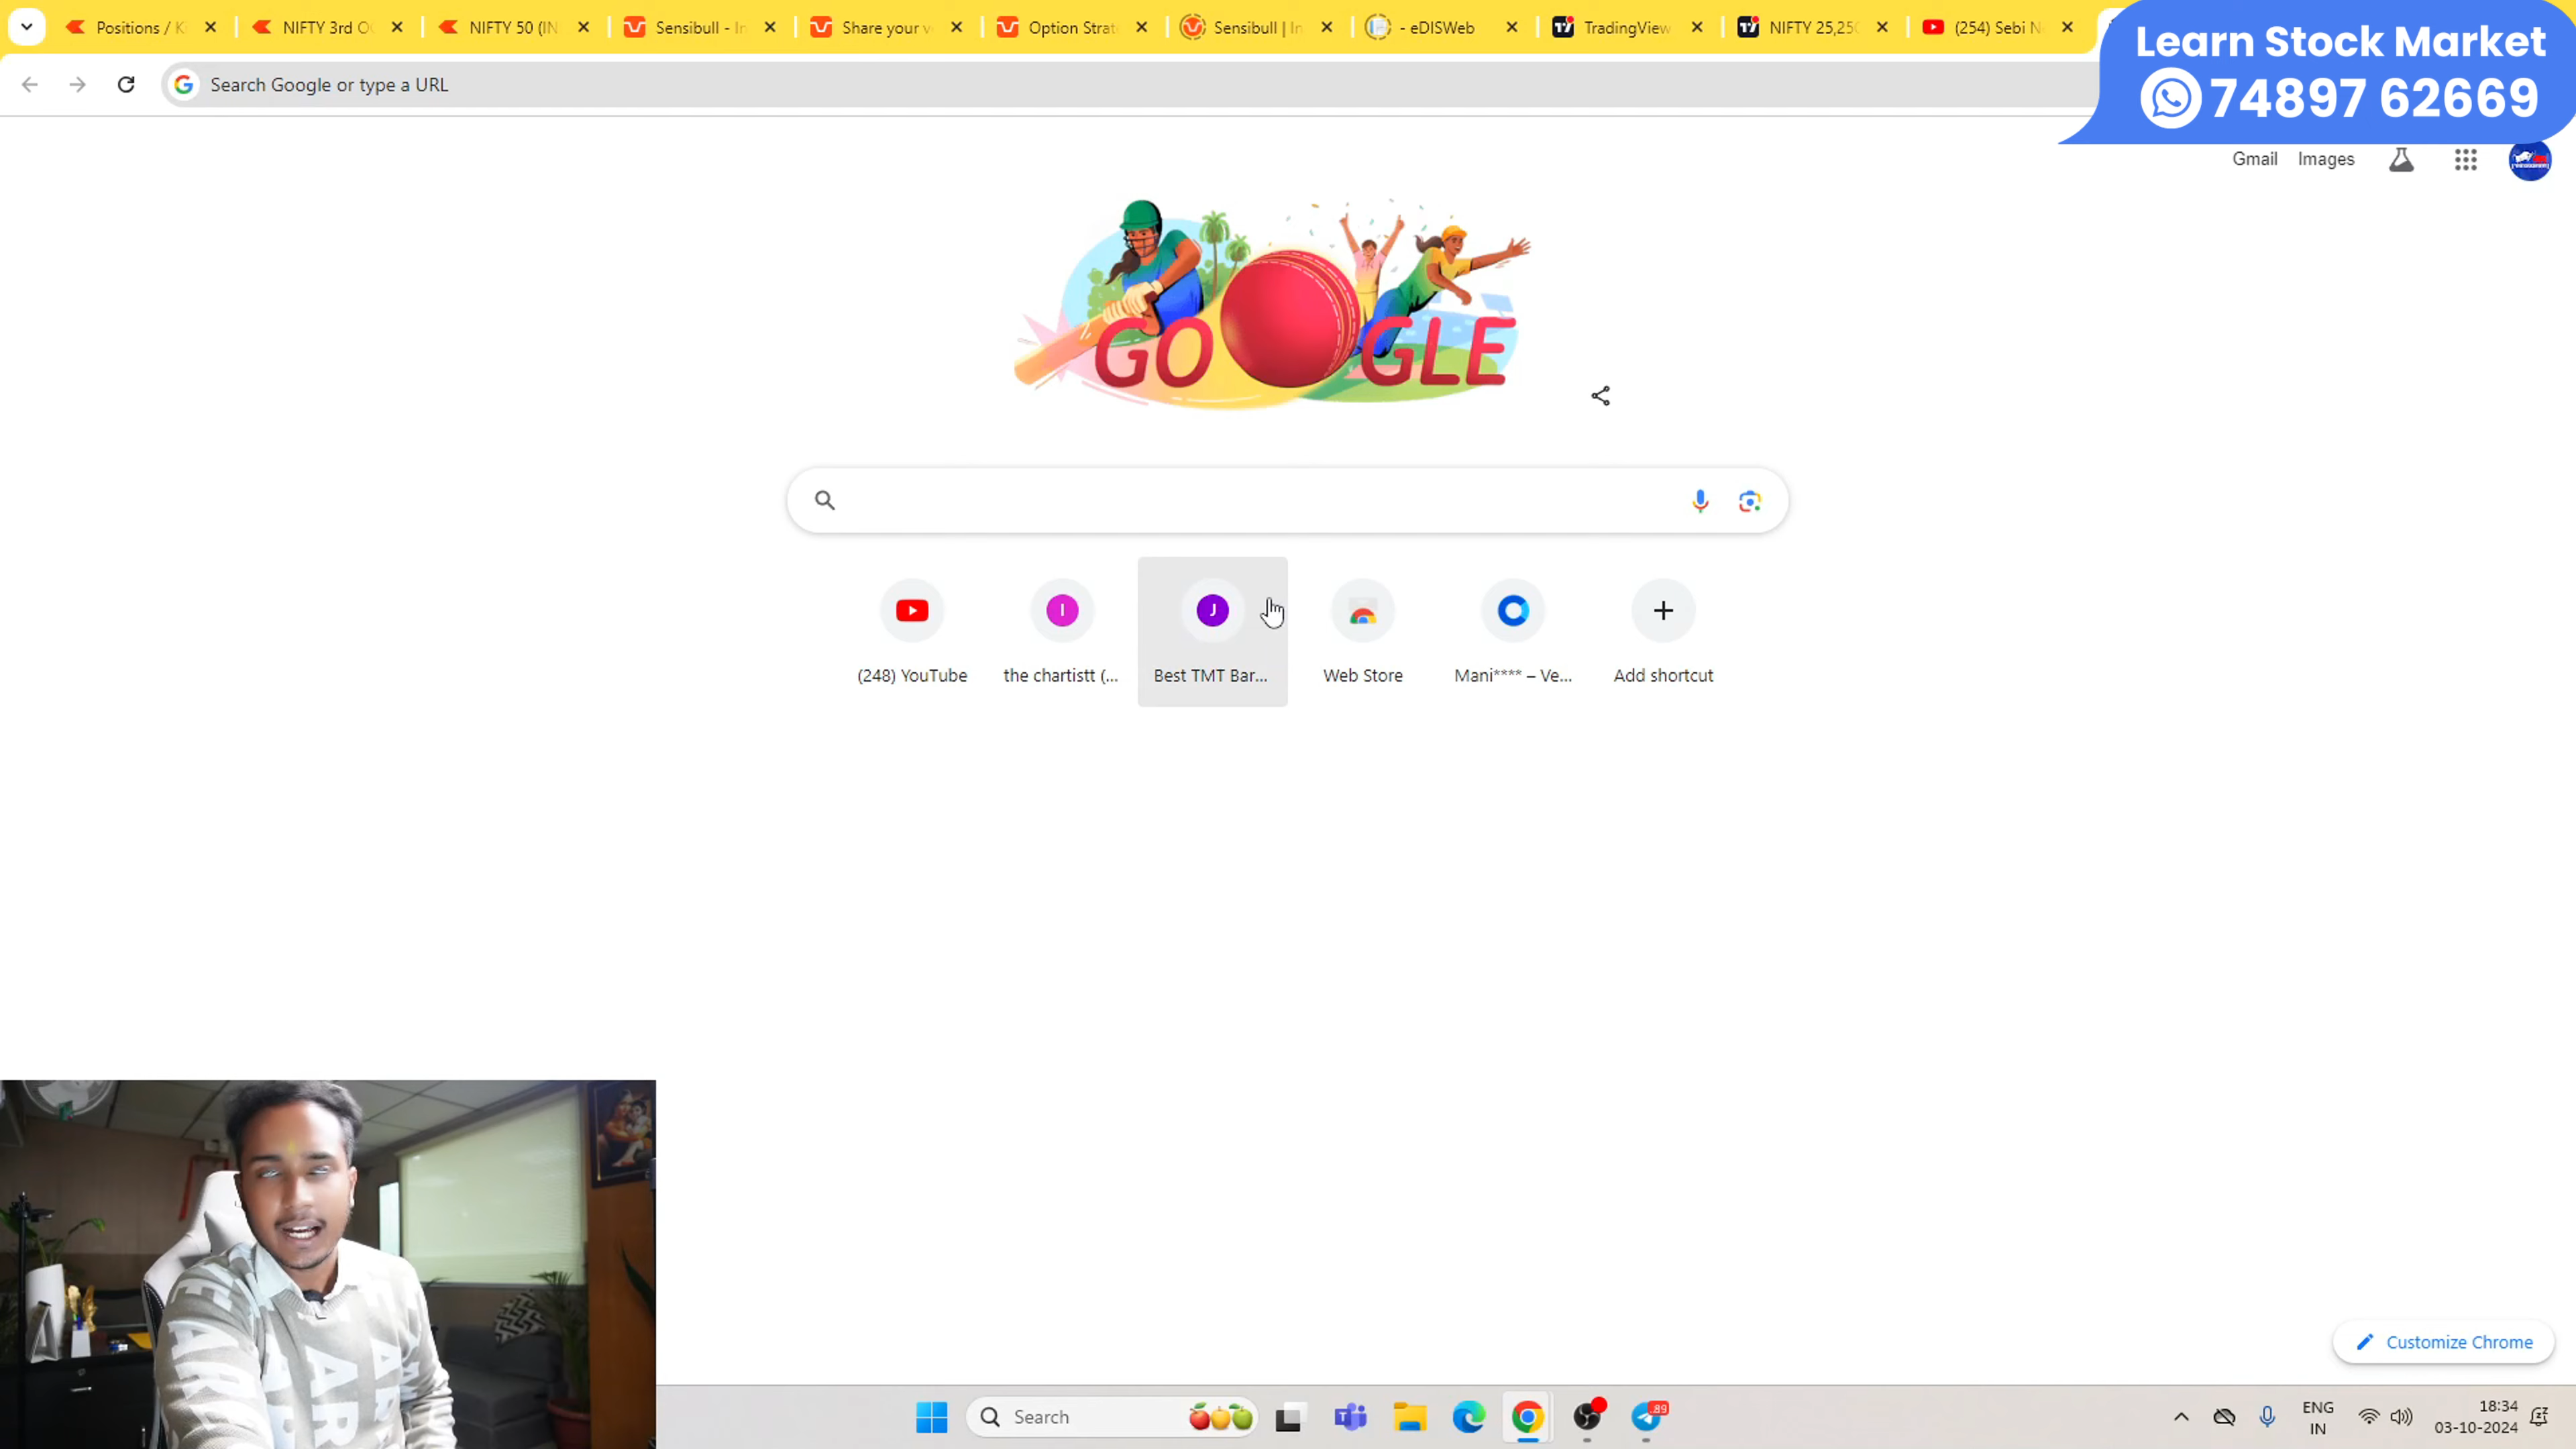 Positions / K
NIFTY 3rd O
NIFTY 50 (IN
Sensibull - In
Share your v
Option Strat
Sensibull | In
- eDISWeb
TradingView
NIFTY 25,25
(254) Sebi N
Learn Stock Market
74897 62669
Search Google or type a URL
Gmail
Images
GOOGLE
(248) YouTube
I
the chartistt (...
J
Best TMT Bar...
Web Store
Mani**** – Ve...
Add shortcut
Customize Chrome
Search
89
ENG
IN
18:34
03-10-2024